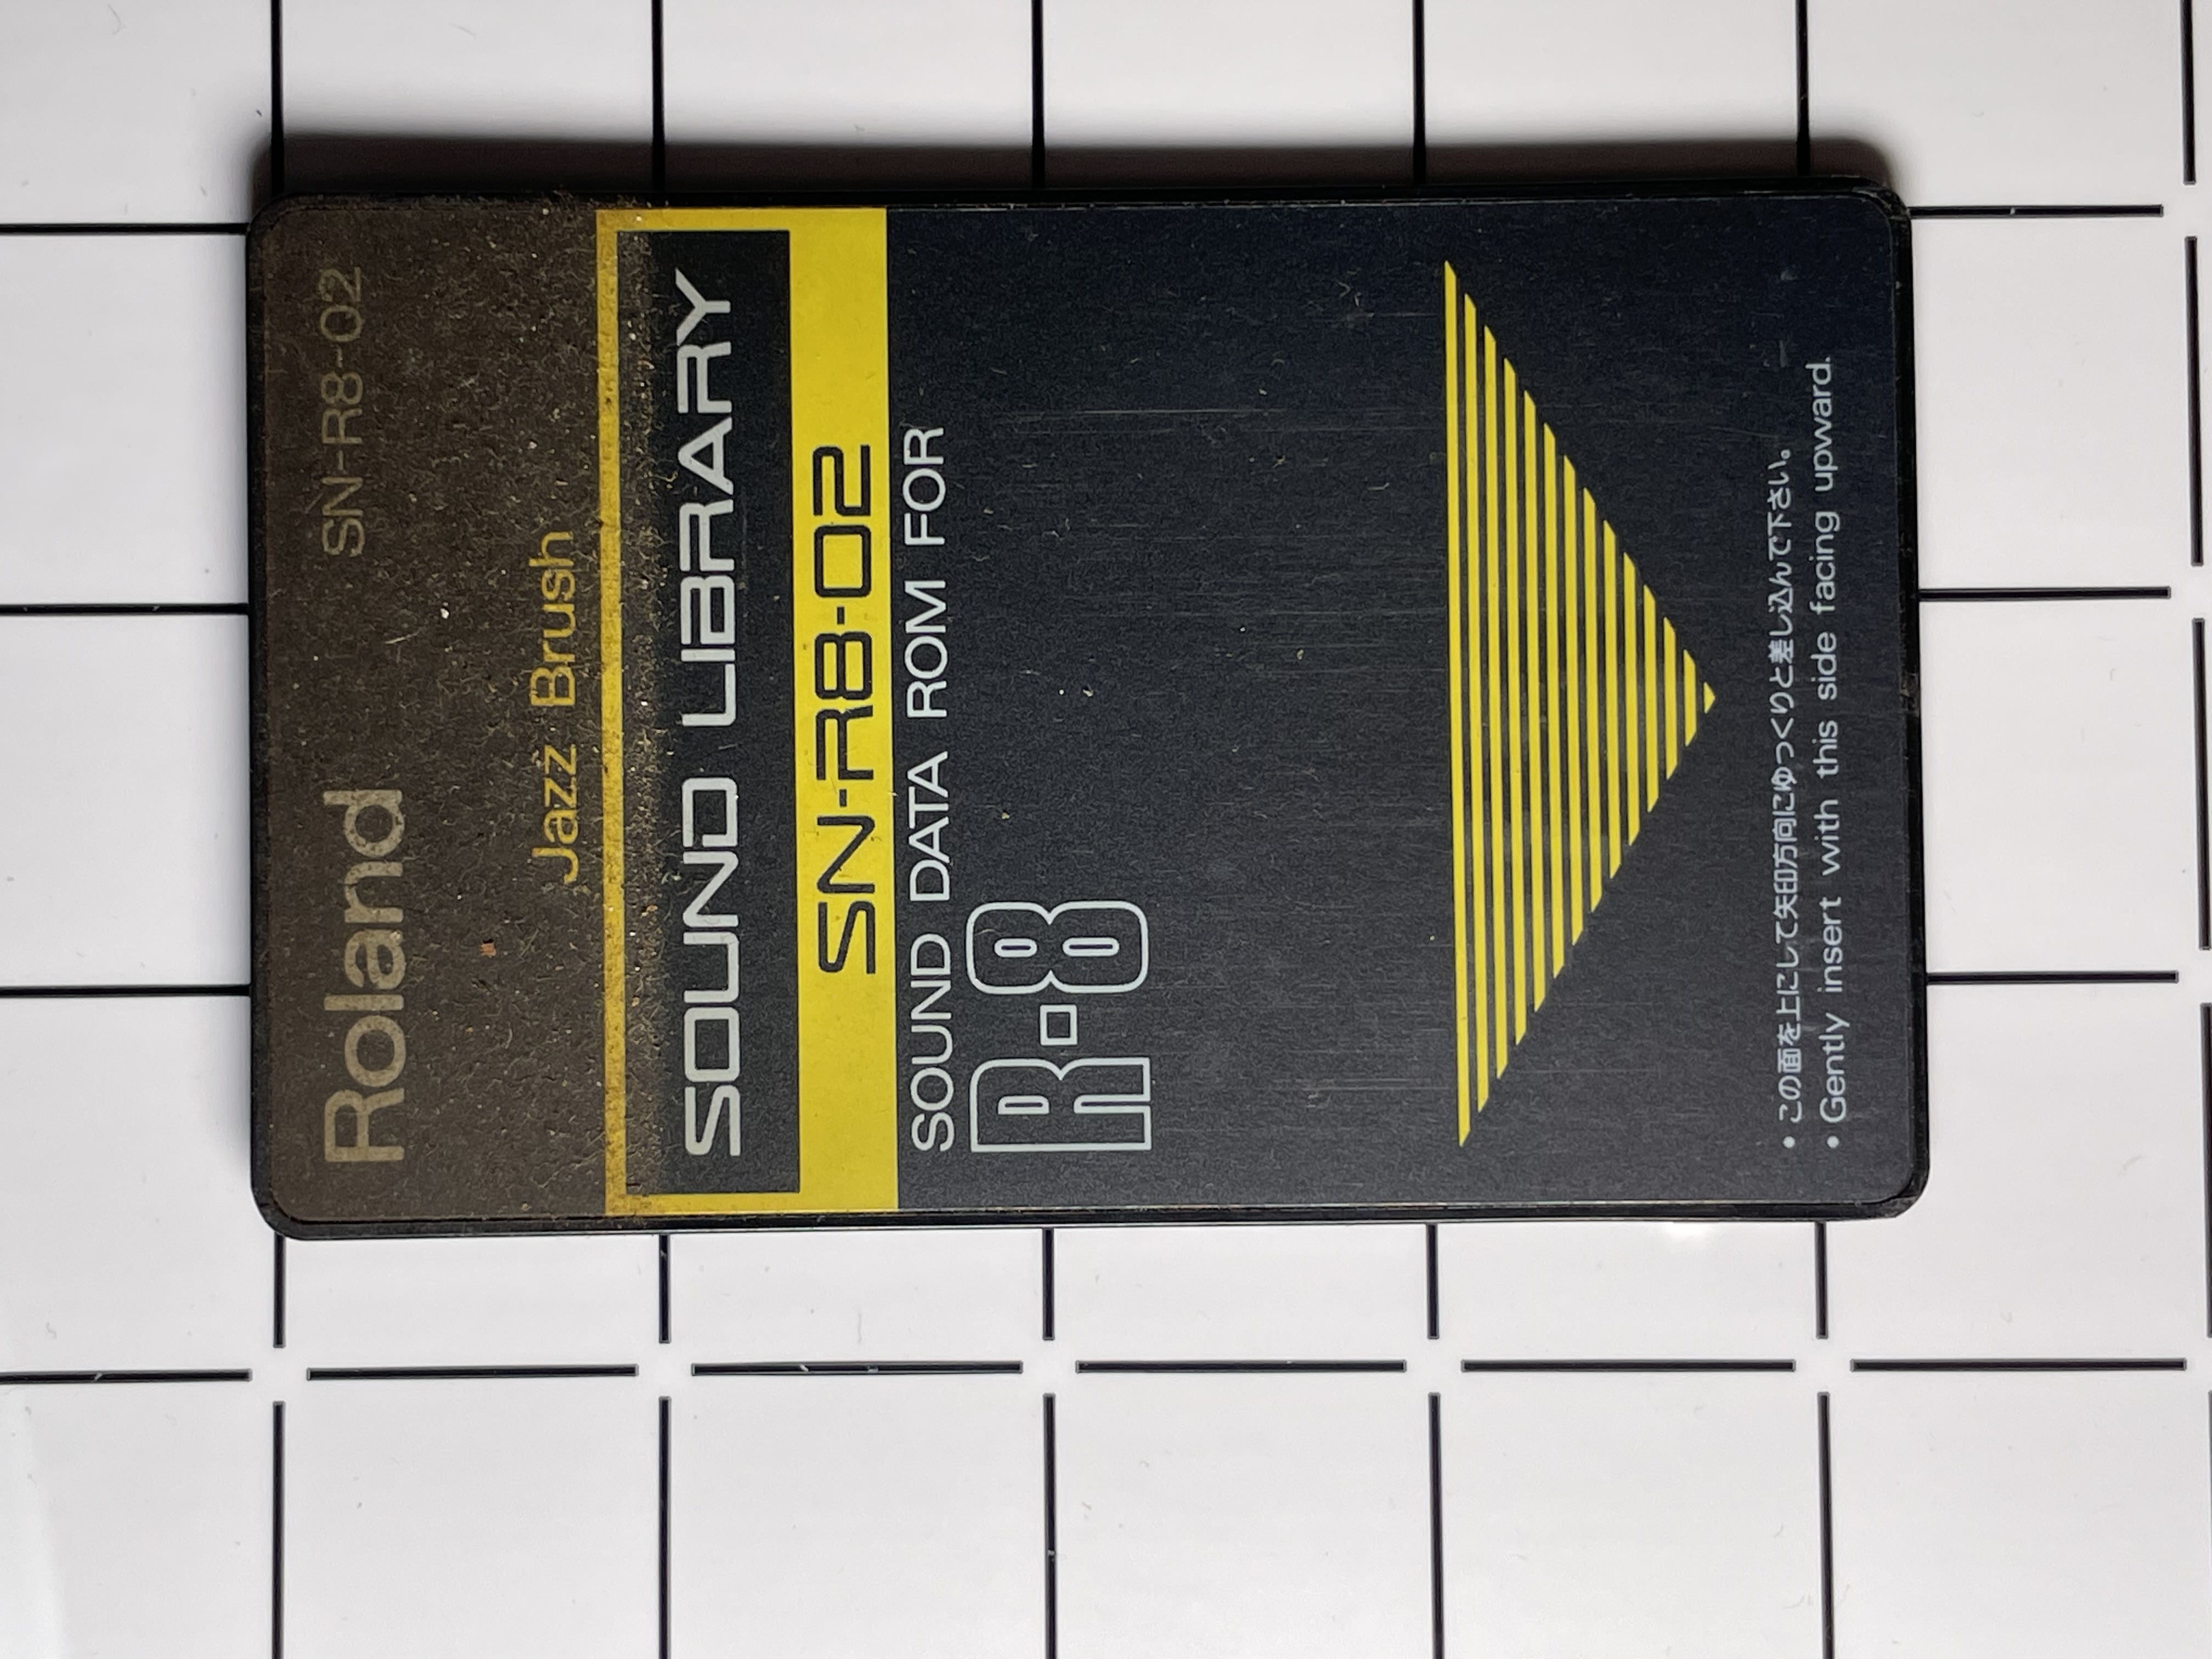 Roland SN-R8-02
Jazz Brush
SOUND LIBRARY
SN-R8-02
SOUND DATA ROM FOR
R-8
• この面を上にして矢印方向にゆっくりと差し込んで下さい。
• Gently insert with this side facing upward.